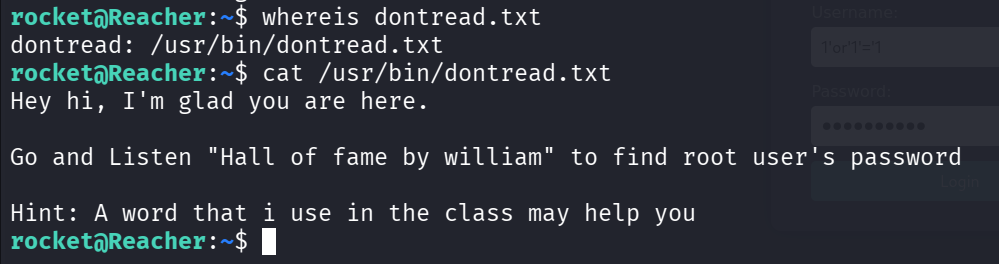 rocket@Reacher:~$ whereis dontread.txt
dontread: /usr/bin/dontread.txt
rocket@Reacher:~$ cat /usr/bin/dontread.txt
Hey hi, I'm glad you are here.
Go and Listen "Hall of fame by william" to find root user's password
Hint: A word that i use in the class may help you
rocket@Reacher:~$
Username:
1'or'1'='1
Password:
••••••••••
Login